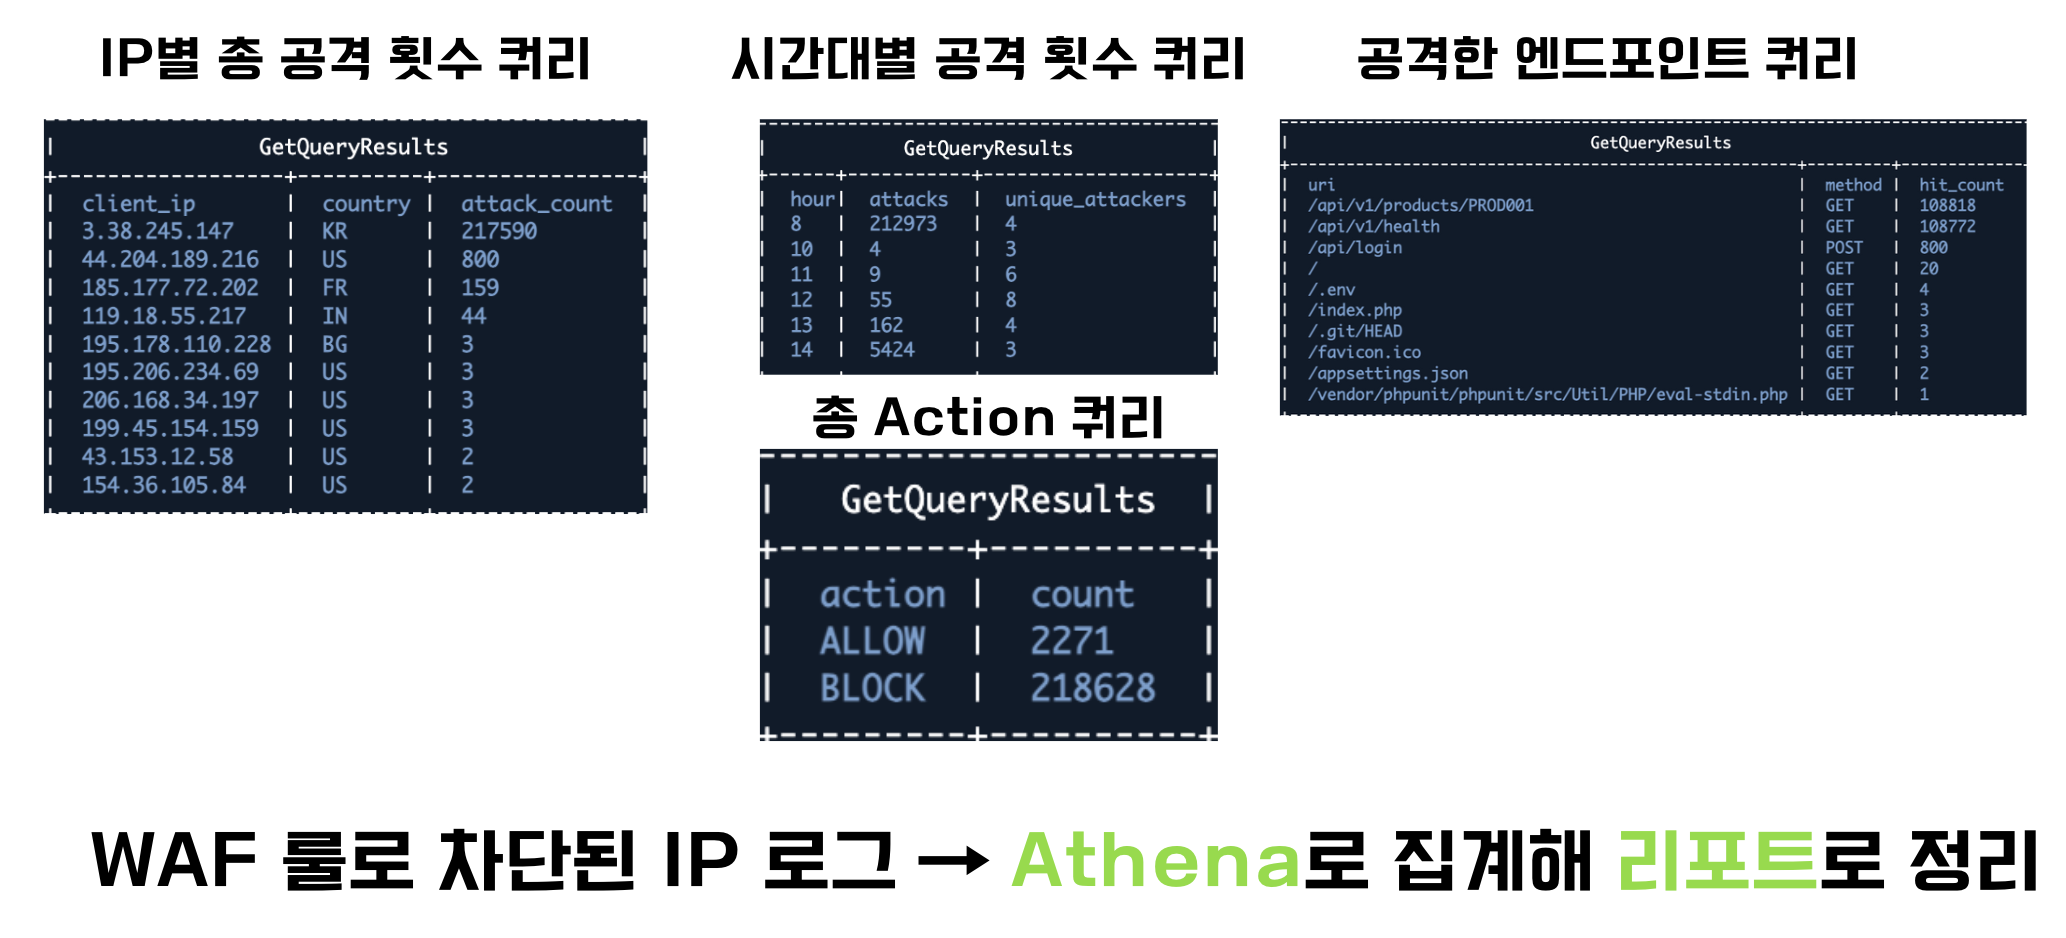 IP별 총 공격 횟수 쿼리
GetQueryResults
client_ip | country | attack_count
3.38.245.147 | KR | 217590
44.204.189.216 | US | 800
185.177.72.202 | FR | 159
119.18.55.217 | IN | 44
195.178.110.228 | BG | 3
195.206.234.69 | US | 3
206.168.34.197 | US | 3
199.45.154.159 | US | 3
43.153.12.58 | US | 2
154.36.105.84 | US | 2
시간대별 공격 횟수 쿼리
GetQueryResults
hour | attacks | unique_attackers
8 | 212973 | 4
10 | 4 | 3
11 | 9 | 6
12 | 55 | 8
13 | 162 | 4
14 | 5424 | 3
총 Action 쿼리
GetQueryResults
action | count
ALLOW | 2271
BLOCK | 218628
공격한 엔드포인트 쿼리
GetQueryResults
uri | method | hit_count
/api/v1/products/PROD001 | GET | 108818
/api/v1/health | GET | 108772
/api/login | POST | 800
/ | GET | 20
/.env | GET | 4
/index.php | GET | 3
/.git/HEAD | GET | 3
/favicon.ico | GET | 3
/appsettings.json | GET | 2
/vendor/phpunit/phpunit/src/Util/PHP/eval-stdin.php | GET | 1
WAF 룰로 차단된 IP 로그 → Athena로 집계해 리포트로 정리